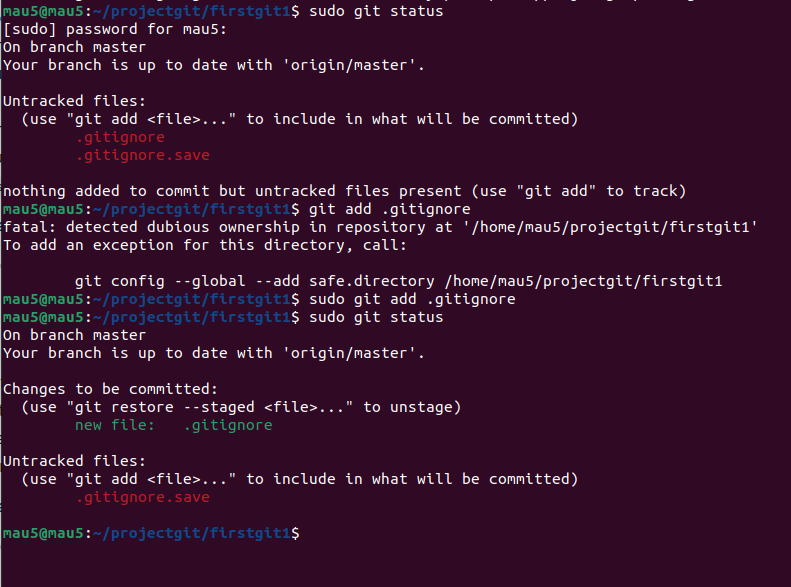 mau5@mau5:~/projectgit/firstgit1$ sudo git status
[sudo] password for mau5:
On branch master
Your branch is up to date with 'origin/master'.
Untracked files:
(use "git add <file>..." to include in what will be committed)
.gitignore
.gitignore.save
nothing added to commit but untracked files present (use "git add" to track)
mau5@mau5:~/projectgit/firstgit1$ git add .gitignore
fatal: detected dubious ownership in repository at '/home/mau5/projectgit/firstgit1'
To add an exception for this directory, call:
git config --global --add safe.directory /home/mau5/projectgit/firstgit1
mau5@mau5:~/projectgit/firstgit1$ sudo git add .gitignore
mau5@mau5:~/projectgit/firstgit1$ sudo git status
On branch master
Your branch is up to date with 'origin/master'.
Changes to be committed:
(use "git restore --staged <file>..." to unstage)
new file:   .gitignore
Untracked files:
(use "git add <file>..." to include in what will be committed)
.gitignore.save
mau5@mau5:~/projectgit/firstgit1$